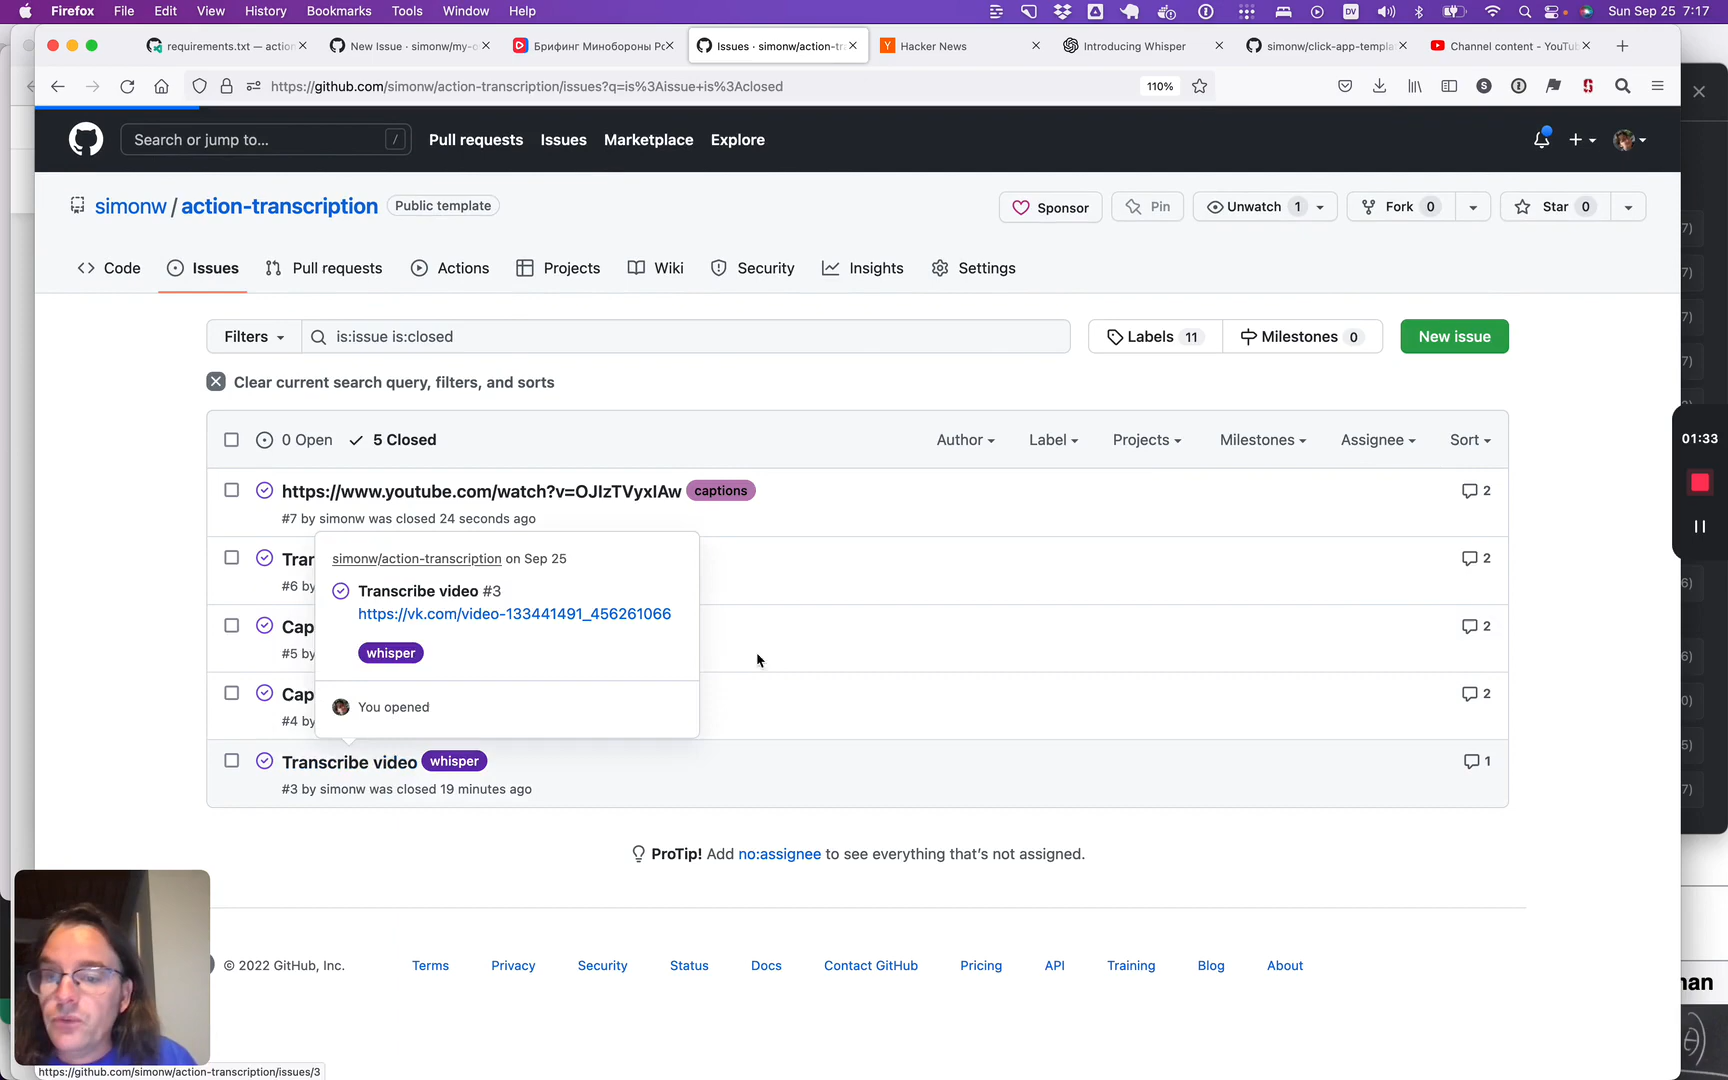 Firefox File Edit View History Bookmarks Tools Window Help
DV
Sun Sep 25 7:17
requirements.txt — action
New Issue · simonw/my-o
Брифинг Минобороны Рс
Issues · simonw/action-tr
Hacker News
Introducing Whisper
simonw/click-app-templa
Channel content - YouTub
https://github.com/simonw/action-transcription/issues?q=is%3Aissue+is%3Aclosed
110%
Search or jump to...
/
Pull requests Issues Marketplace Explore
simonw / action-transcription Public template
Sponsor
Pin
Unwatch 1
Fork 0
Star 0
Code Issues Pull requests Actions Projects Wiki Security Insights Settings
Filters
is:issue is:closed
Labels 11
Milestones 0
New issue
Clear current search query, filters, and sorts
0 Open 5 Closed
Author Label Projects Milestones Assignee Sort
01:33
https://www.youtube.com/watch?v=OJIzTVyxIAw captions
2
#7 by simonw was closed 24 seconds ago
simonw/action-transcription on Sep 25
Tran
2
#6 by
Transcribe video #3
https://vk.com/video-133441491_456261066
Cap
2
#5 by
whisper
Cap
2
You opened
#4 by
Transcribe video whisper
1
#3 by simonw was closed 19 minutes ago
ProTip! Add no:assignee to see everything that's not assigned.
© 2022 GitHub, Inc.
Terms Privacy Security Status Docs Contact GitHub Pricing API Training Blog About
https://github.com/simonw/action-transcription/issues/3